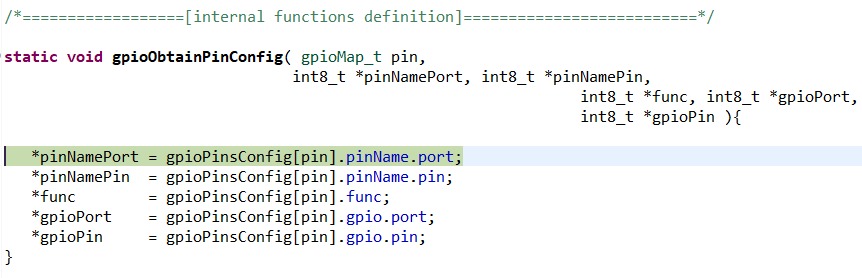 /*==================[internal functions definition]==========================*/
static void gpioObtainPinConfig( gpioMap_t pin,
int8_t *pinNamePort, int8_t *pinNamePin,
int8_t *func, int8_t *gpioPort,
int8_t *gpioPin ){
*pinNamePort = gpioPinsConfig[pin].pinName.port;
*pinNamePin = gpioPinsConfig[pin].pinName.pin;
*func = gpioPinsConfig[pin].func;
*gpioPort = gpioPinsConfig[pin].gpio.port;
*gpioPin = gpioPinsConfig[pin].gpio.pin;
}